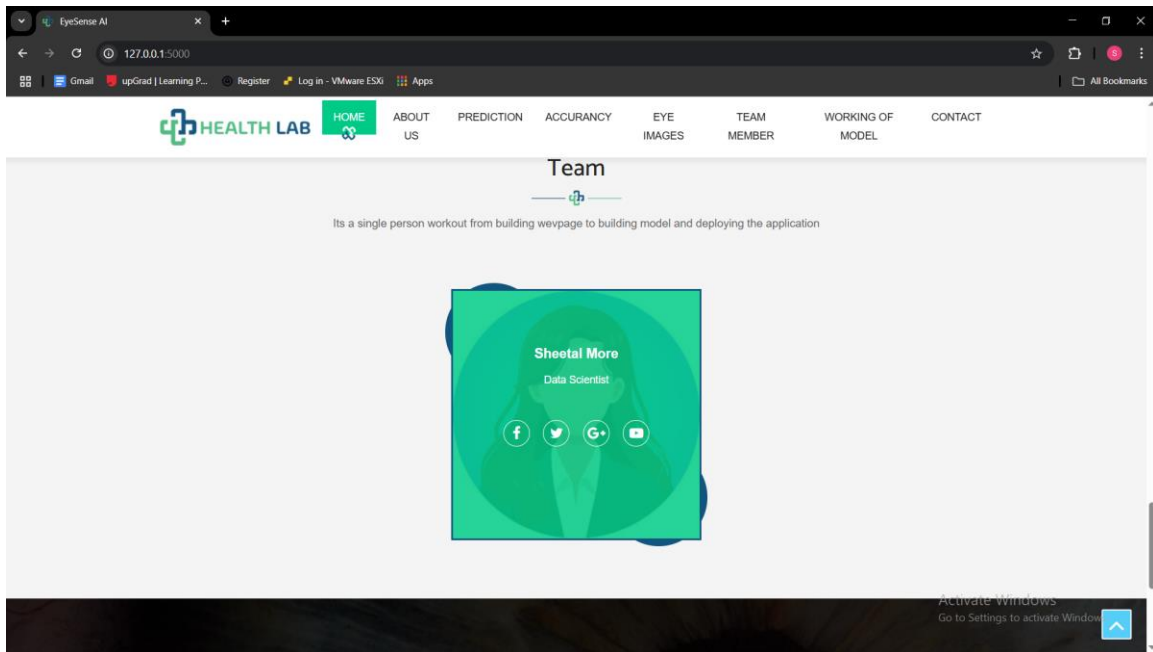 EyeSense AI
127.0.0.1:5000
Gmail upGrad | Learning P... Register Log in - VMware ESXi Apps All Bookmarks
HEALTH LAB
HOME
ABOUT US
PREDICTION
ACCURANCY
EYE IMAGES
TEAM MEMBER
WORKING OF MODEL
CONTACT
Team
Its a single person workout from building wevpage to building model and deploying the application
Sheetal More
Data Scientist
Activate Windows
Go to Settings to activate Window